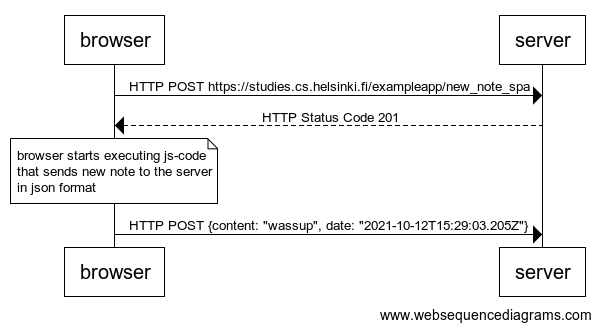 browser server
HTTP POST https://studies.cs.helsinki.fi/exampleapp/new_note_spa
HTTP Status Code 201
browser starts executing js-code
that sends new note to the server
in json format
HTTP POST {content: "wassup", date: "2021-10-12T15:29:03.205Z"}
browser server
www.websequencediagrams.com